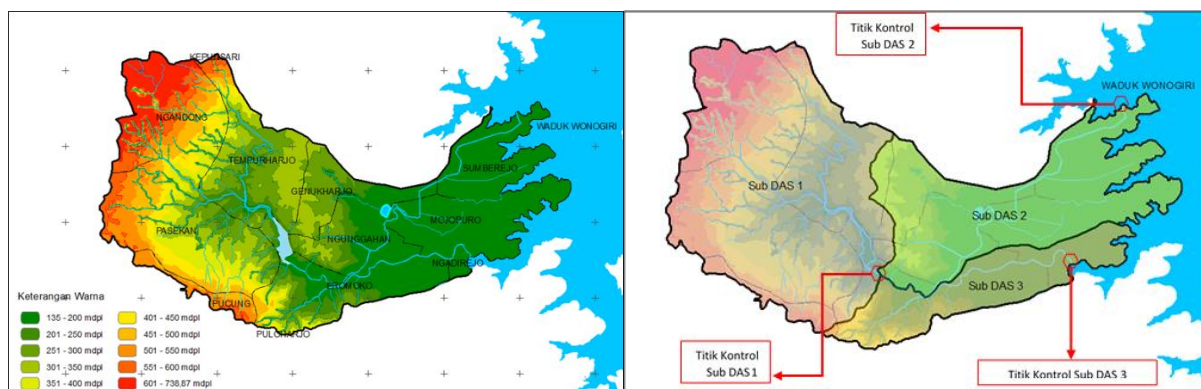 KEPUHSARI
NGANDONG
TEMPURHARJO
GENUKHARJO
WADUK WONOGIRI
SUMBEREJO
MOJOPURO
PASEKAN
NGUNGGAHAN
NGADIREJO
BROMOKO
PUCUNG
PULOHARJO
Keterangan Warna
135 - 200 mdpl
201 - 250 mdpl
251 - 300 mdpl
301 - 350 mdpl
351 - 400 mdpl
401 - 450 mdpl
451 - 500 mdpl
501 - 550 mdpl
551 - 600 mdpl
601 - 738,87 mdpl
Titik Kontrol
Sub DAS 2
WADUK WONOGIRI
Sub DAS 1
Sub DAS 2
Sub DAS 3
Titik Kontrol
Sub DAS 1
Titik Kontrol Sub DAS 3